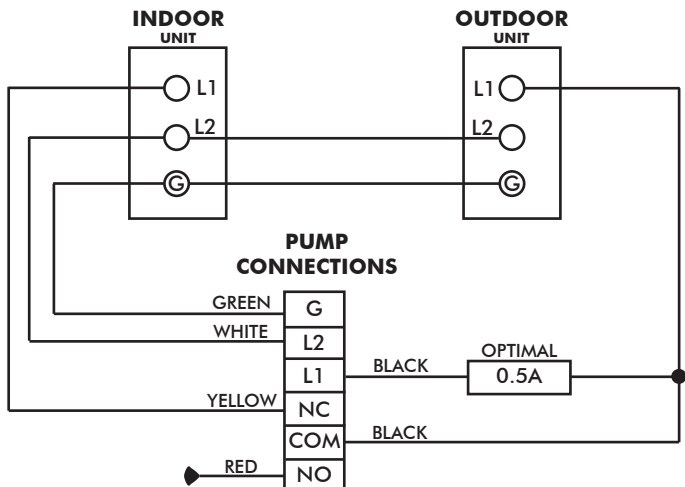 INDOOR
UNIT
OUTDOOR
UNIT
L1
L1
L2
L2
G
G
PUMP
CONNECTIONS
GREEN
G
WHITE
L2
L1
BLACK
OPTIMAL
0.5A
YELLOW
NC
COM
BLACK
RED
NO